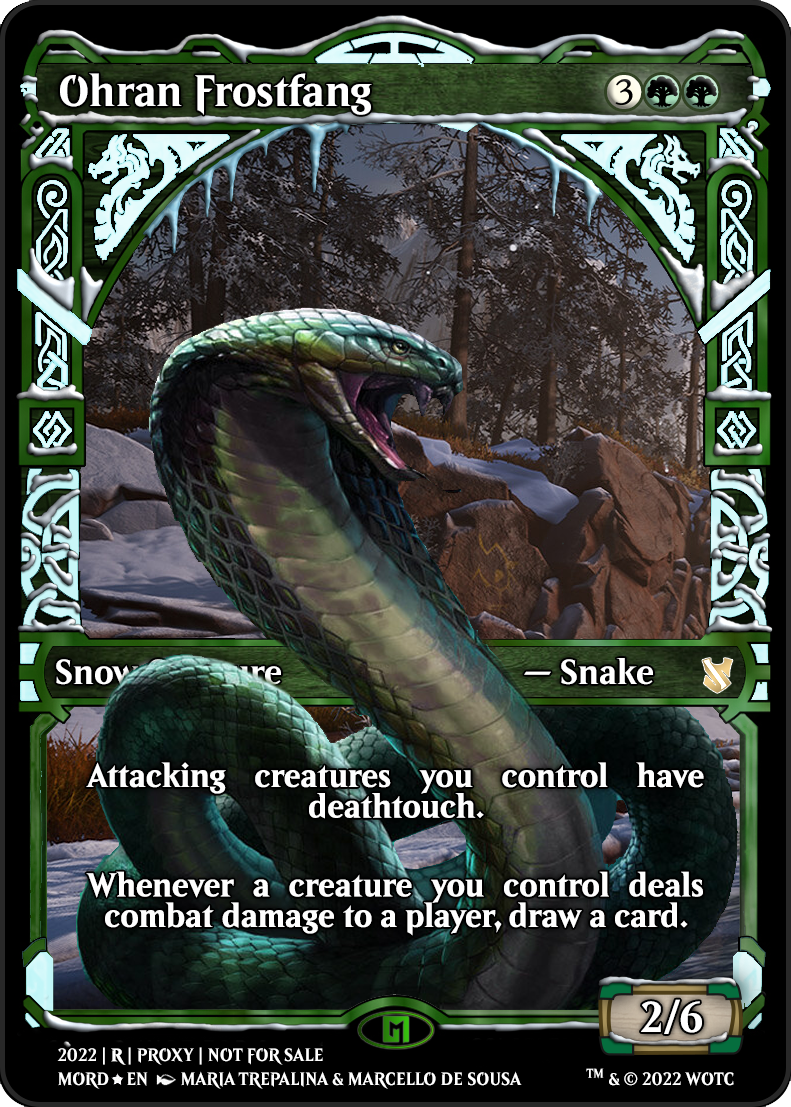 Ohran Frostfang 3
Snow — Snake
Attacking creatures you control have
deathtouch.
Whenever a creature you control deals
combat damage to a player, draw a card.
2/6
2022 | R | PROXY | NOT FOR SALE
MORD ★ EN MARIA TREPALINA & MARCELLO DE SOUSA
™ & © 2022 WOTC